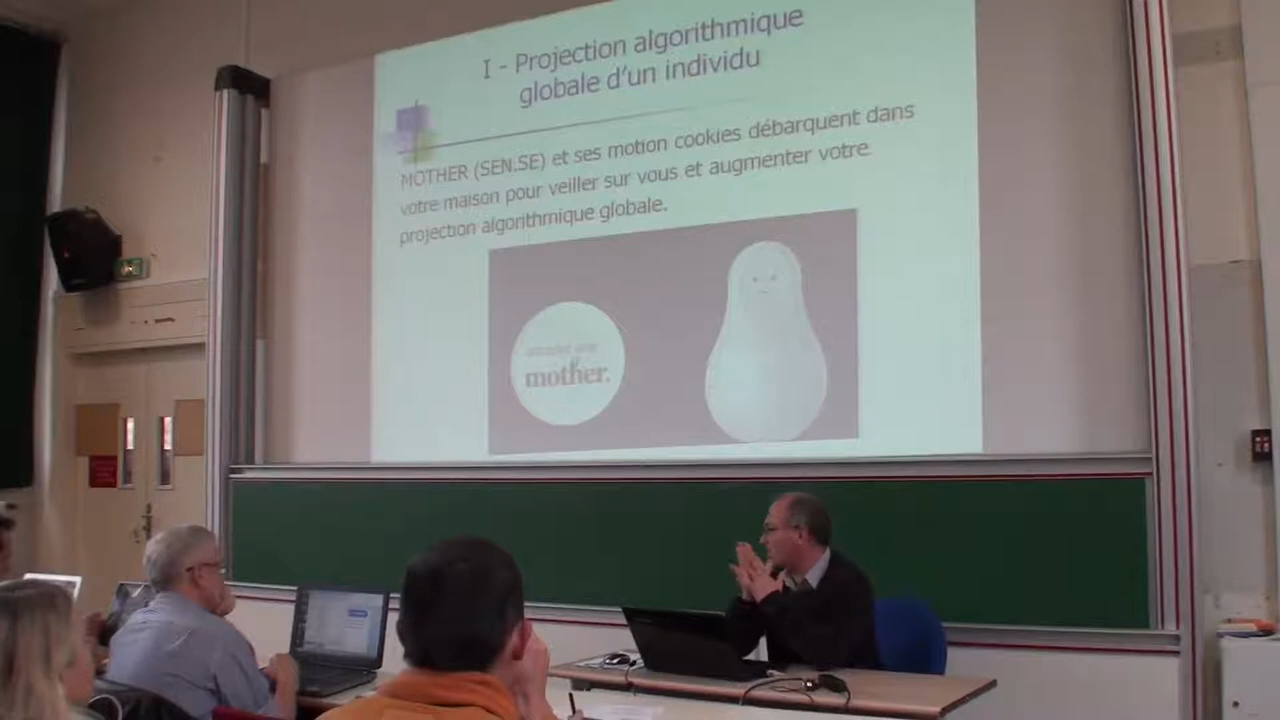 I - Projection algorithmique
globale d'un individu
MOTHER (SEN.SE) et ses motion cookies débarquent dans
votre maison pour veiller sur vous et augmenter votre
projection algorithmique globale.
mother.